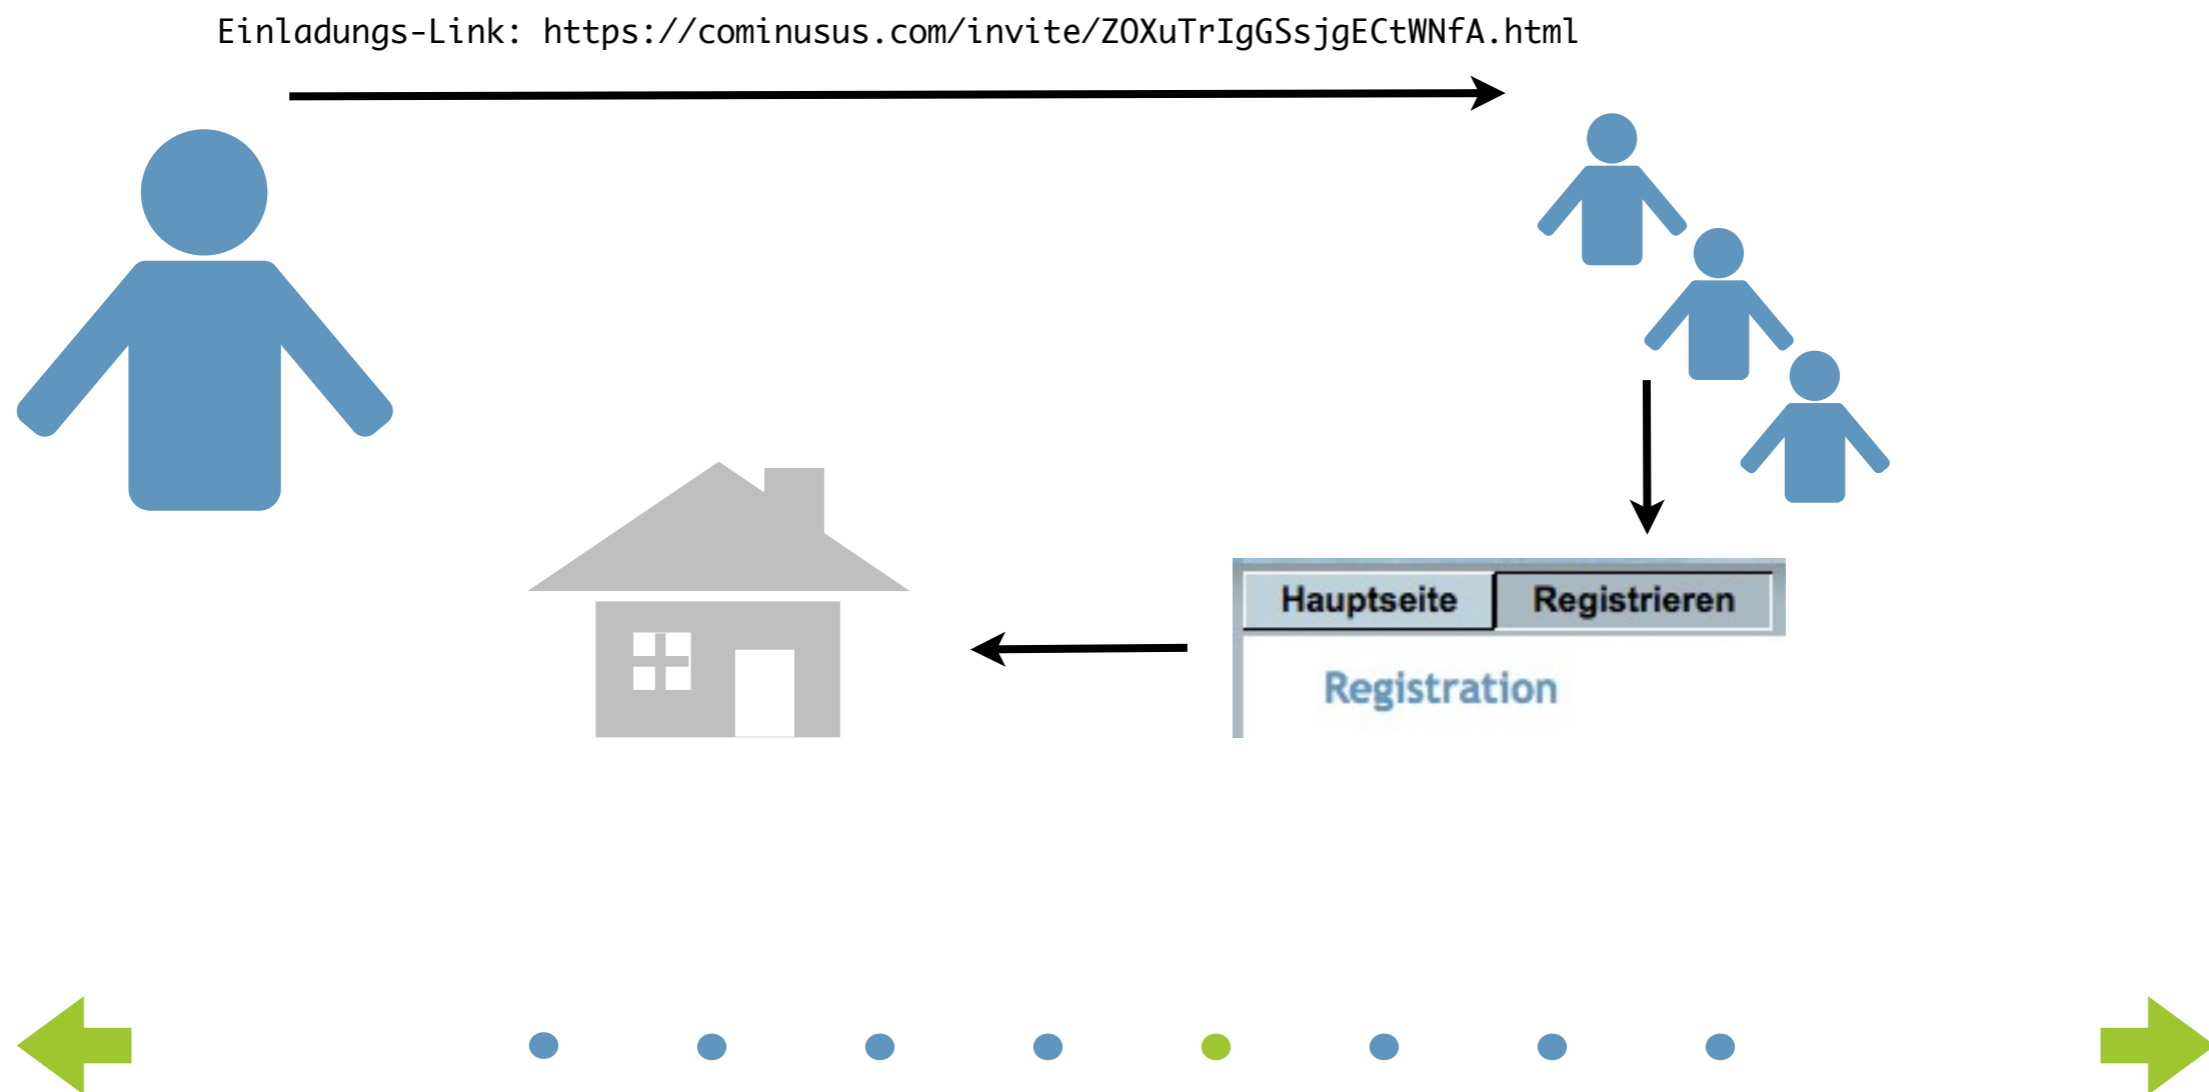 Einladungs-Link: https://cominusus.com/invite/ZOXuTrIgGSsjgECtWNfA.html
Hauptseite Registrieren
Registration